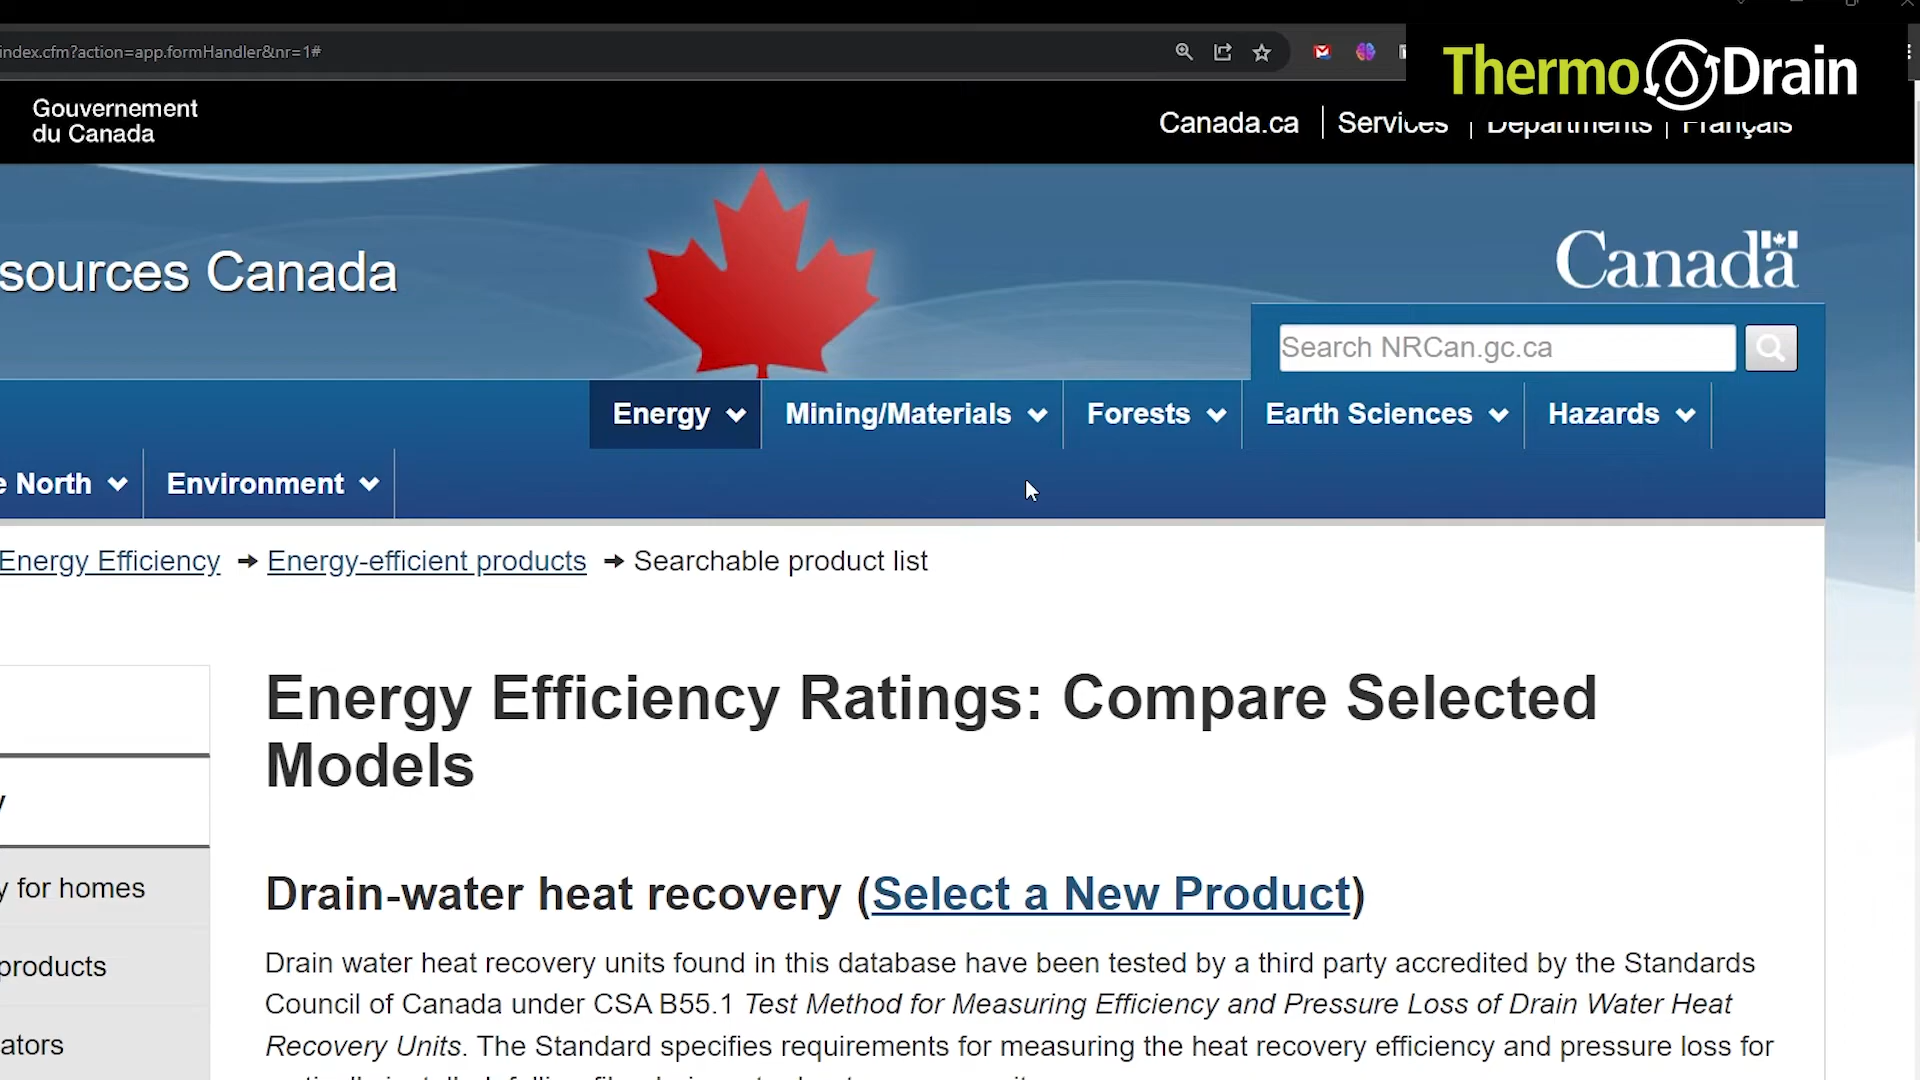 index.cfm?action=app.formHandler&nr=1#
ThermoDrain
Gouvernement
du Canada
Canada.ca
Services
Departments
Français
sources Canada
Canada
Search NRCan.gc.ca
Energy
Mining/Materials
Forests
Earth Sciences
Hazards
e North
Environment
Energy Efficiency → Energy-efficient products → Searchable product list
Energy Efficiency Ratings: Compare Selected
Models
y
Drain-water heat recovery (Select a New Product)
y for homes
products
ators
Drain water heat recovery units found in this database have been tested by a third party accredited by the Standards
Council of Canada under CSA B55.1 Test Method for Measuring Efficiency and Pressure Loss of Drain Water Heat
Recovery Units. The Standard specifies requirements for measuring the heat recovery efficiency and pressure loss for